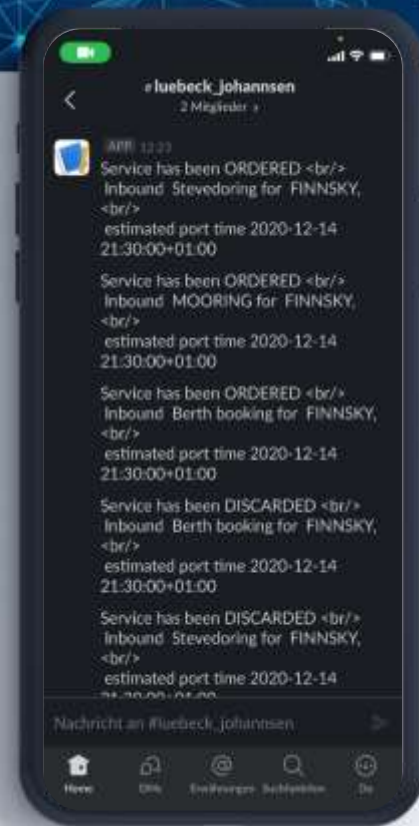 #luebeck_johannsen
2 Mitglieder >
APP 12:23
Service has been ORDERED <br/>
Inbound Stevedoring for FINNSKY,
<br/>
estimated port time 2020-12-14
21:30:00+01:00
Service has been ORDERED <br/>
Inbound MOORING for FINNSKY,
<br/>
estimated port time 2020-12-14
21:30:00+01:00
Service has been ORDERED <br/>
Inbound Berth booking for FINNSKY,
<br/>
estimated port time 2020-12-14
21:30:00+01:00
Service has been DISCARDED <br/>
Inbound Berth booking for FINNSKY,
<br/>
estimated port time 2020-12-14
21:30:00+01:00
Service has been DISCARDED <br/>
Inbound Stevedoring for FINNSKY,
<br/>
estimated port time 2020-12-14
21:30:00+01:00
Nachricht an #luebeck_johannsen
Home DMs Erwähnungen Suchfunktion Du